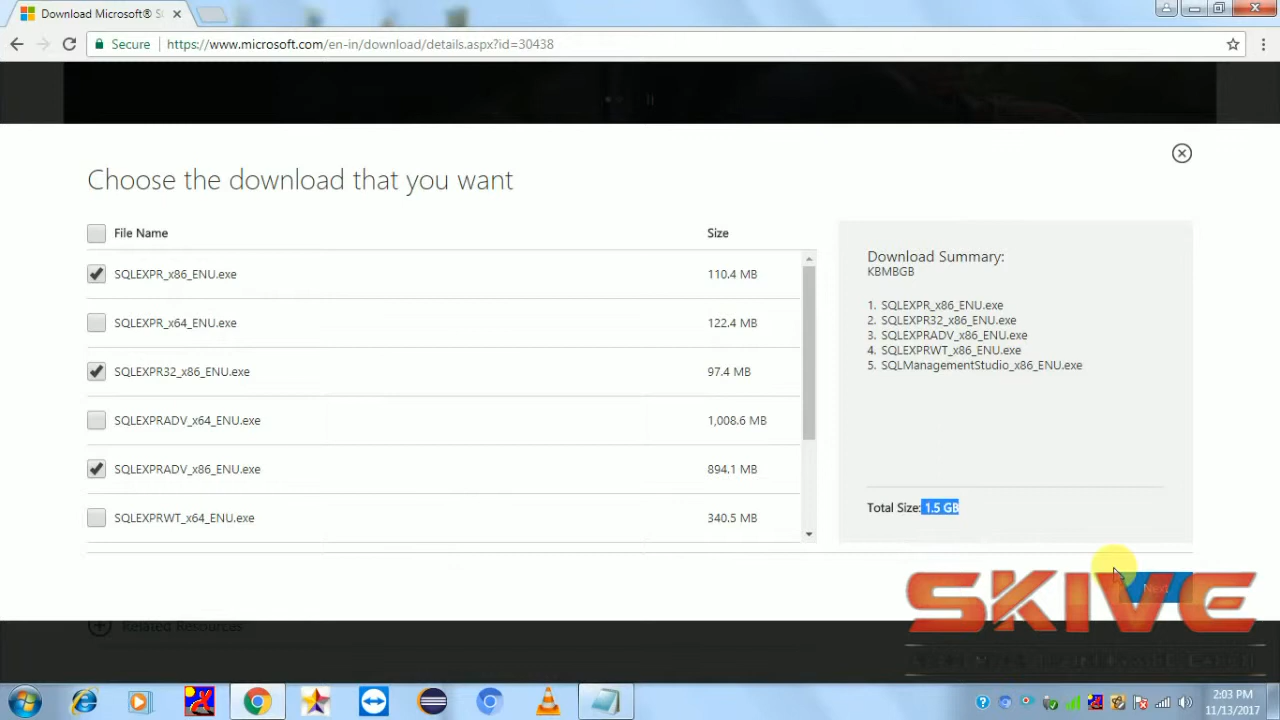 Download Microsoft® S
Secure https://www.microsoft.com/en-in/download/details.aspx?id=30438
Choose the download that you want
File Name Size
SQLEXPR_x86_ENU.exe 110.4 MB
SQLEXPR_x64_ENU.exe 122.4 MB
SQLEXPR32_x86_ENU.exe 97.4 MB
SQLEXPRADV_x64_ENU.exe 1,008.6 MB
SQLEXPRADV_x86_ENU.exe 894.1 MB
SQLEXPRWT_x64_ENU.exe 340.5 MB
Download Summary:
KBMBGB
1. SQLEXPR_x86_ENU.exe
2. SQLEXPR32_x86_ENU.exe
3. SQLEXPRADV_x86_ENU.exe
4. SQLEXPRWT_x86_ENU.exe
5. SQLManagementStudio_x86_ENU.exe
Total Size: 1.5 GB
Next
SKIVE
Related Resources
2:03 PM
11/13/2017